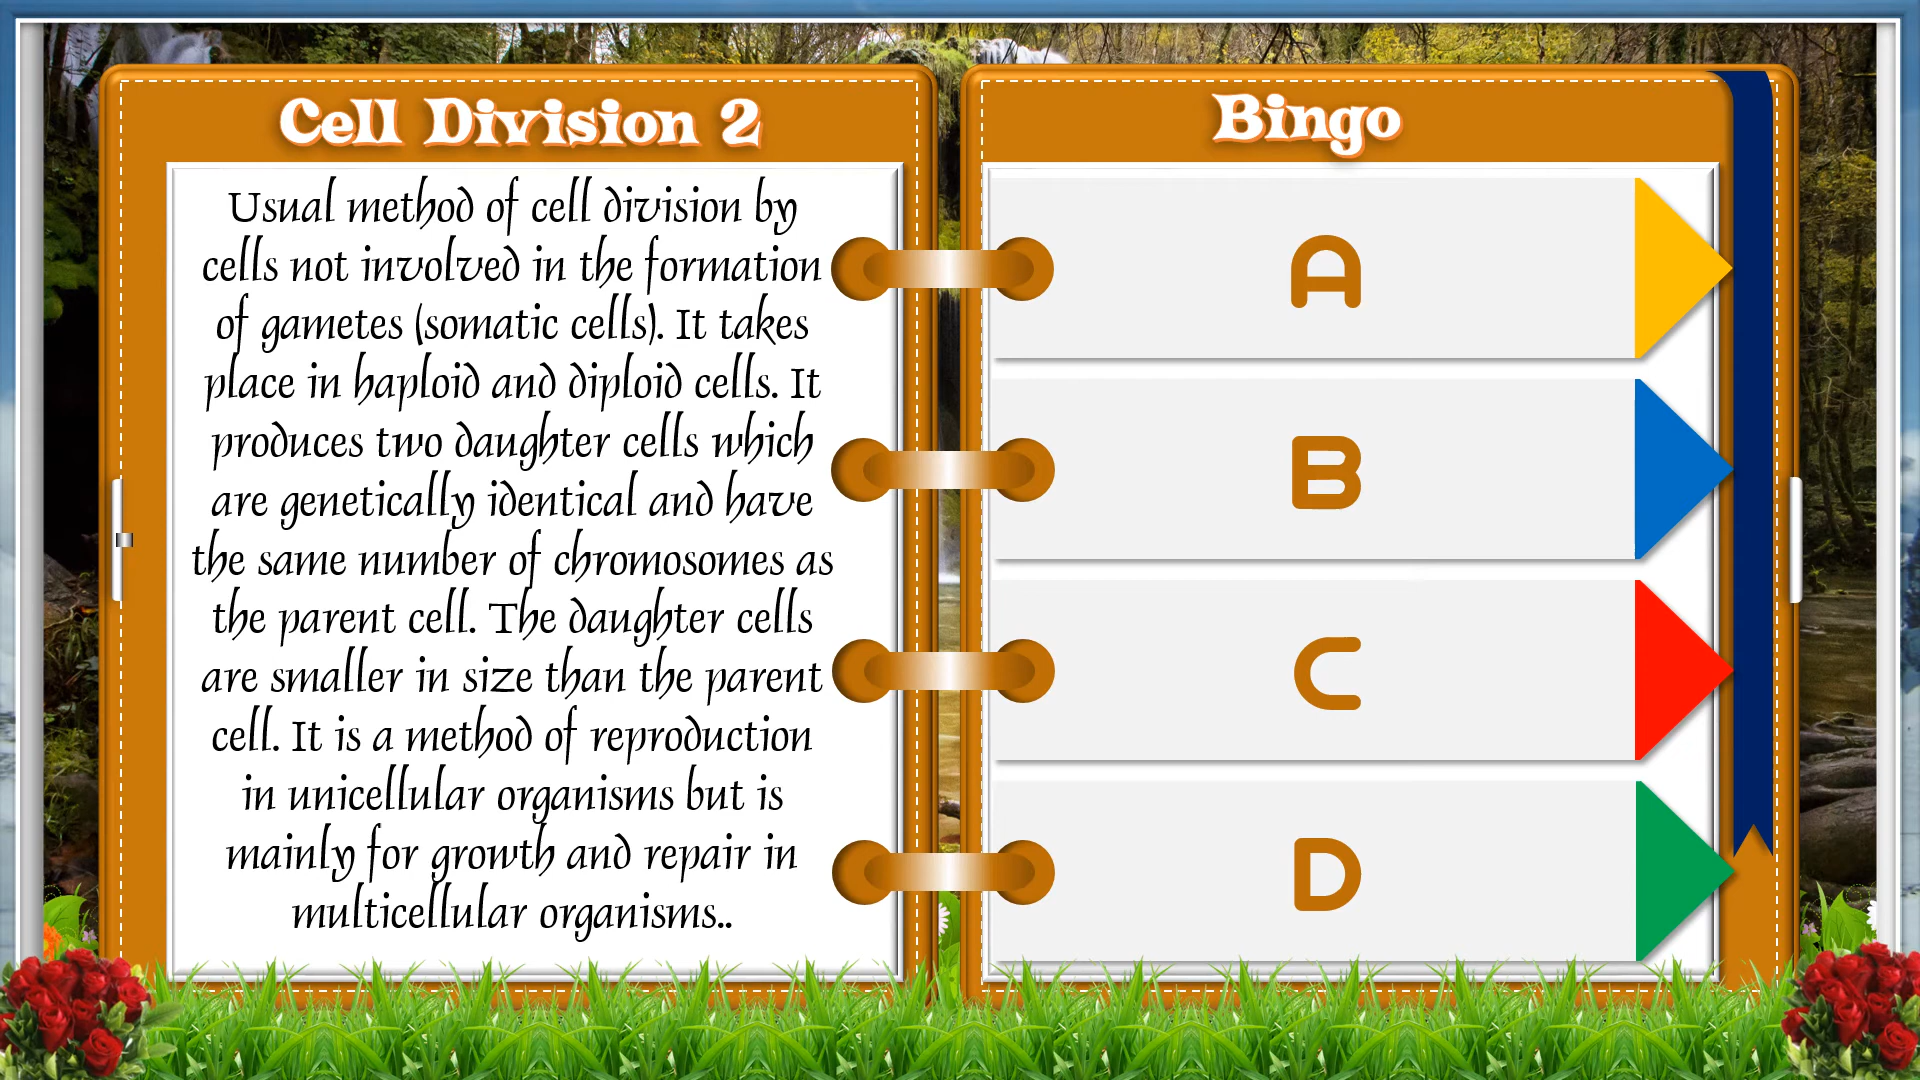 Cell Division 2
Usual method of cell division by
cells not involved in the formation
of gametes (somatic cells). It takes
place in haploid and diploid cells. It
produces two daughter cells which
are genetically identical and have
the same number of chromosomes as
the parent cell. The daughter cells
are smaller in size than the parent
cell. It is a method of reproduction
in unicellular organisms but is
mainly for growth and repair in
multicellular organisms..
Bingo
A
B
C
D